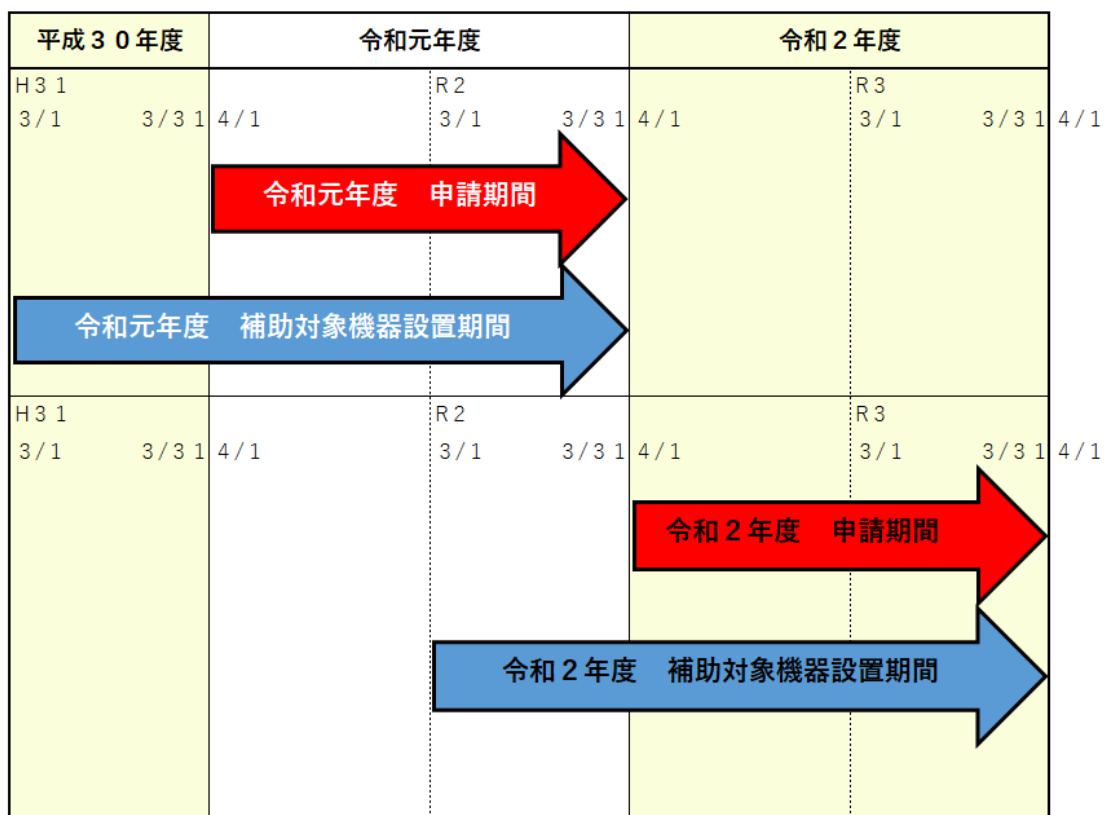 平成３０年度 令和元年度 令和２年度
H３１ R２ R３
３/１ ３/３１ ４/１ ３/１ ３/３１ ４/１ ３/１ ３/３１ ４/１
令和元年度　申請期間
令和元年度　補助対象機器設置期間
H３１ R２ R３
３/１ ３/３１ ４/１ ３/１ ３/３１ ４/１ ３/１ ３/３１ ４/１
令和２年度　申請期間
令和２年度　補助対象機器設置期間